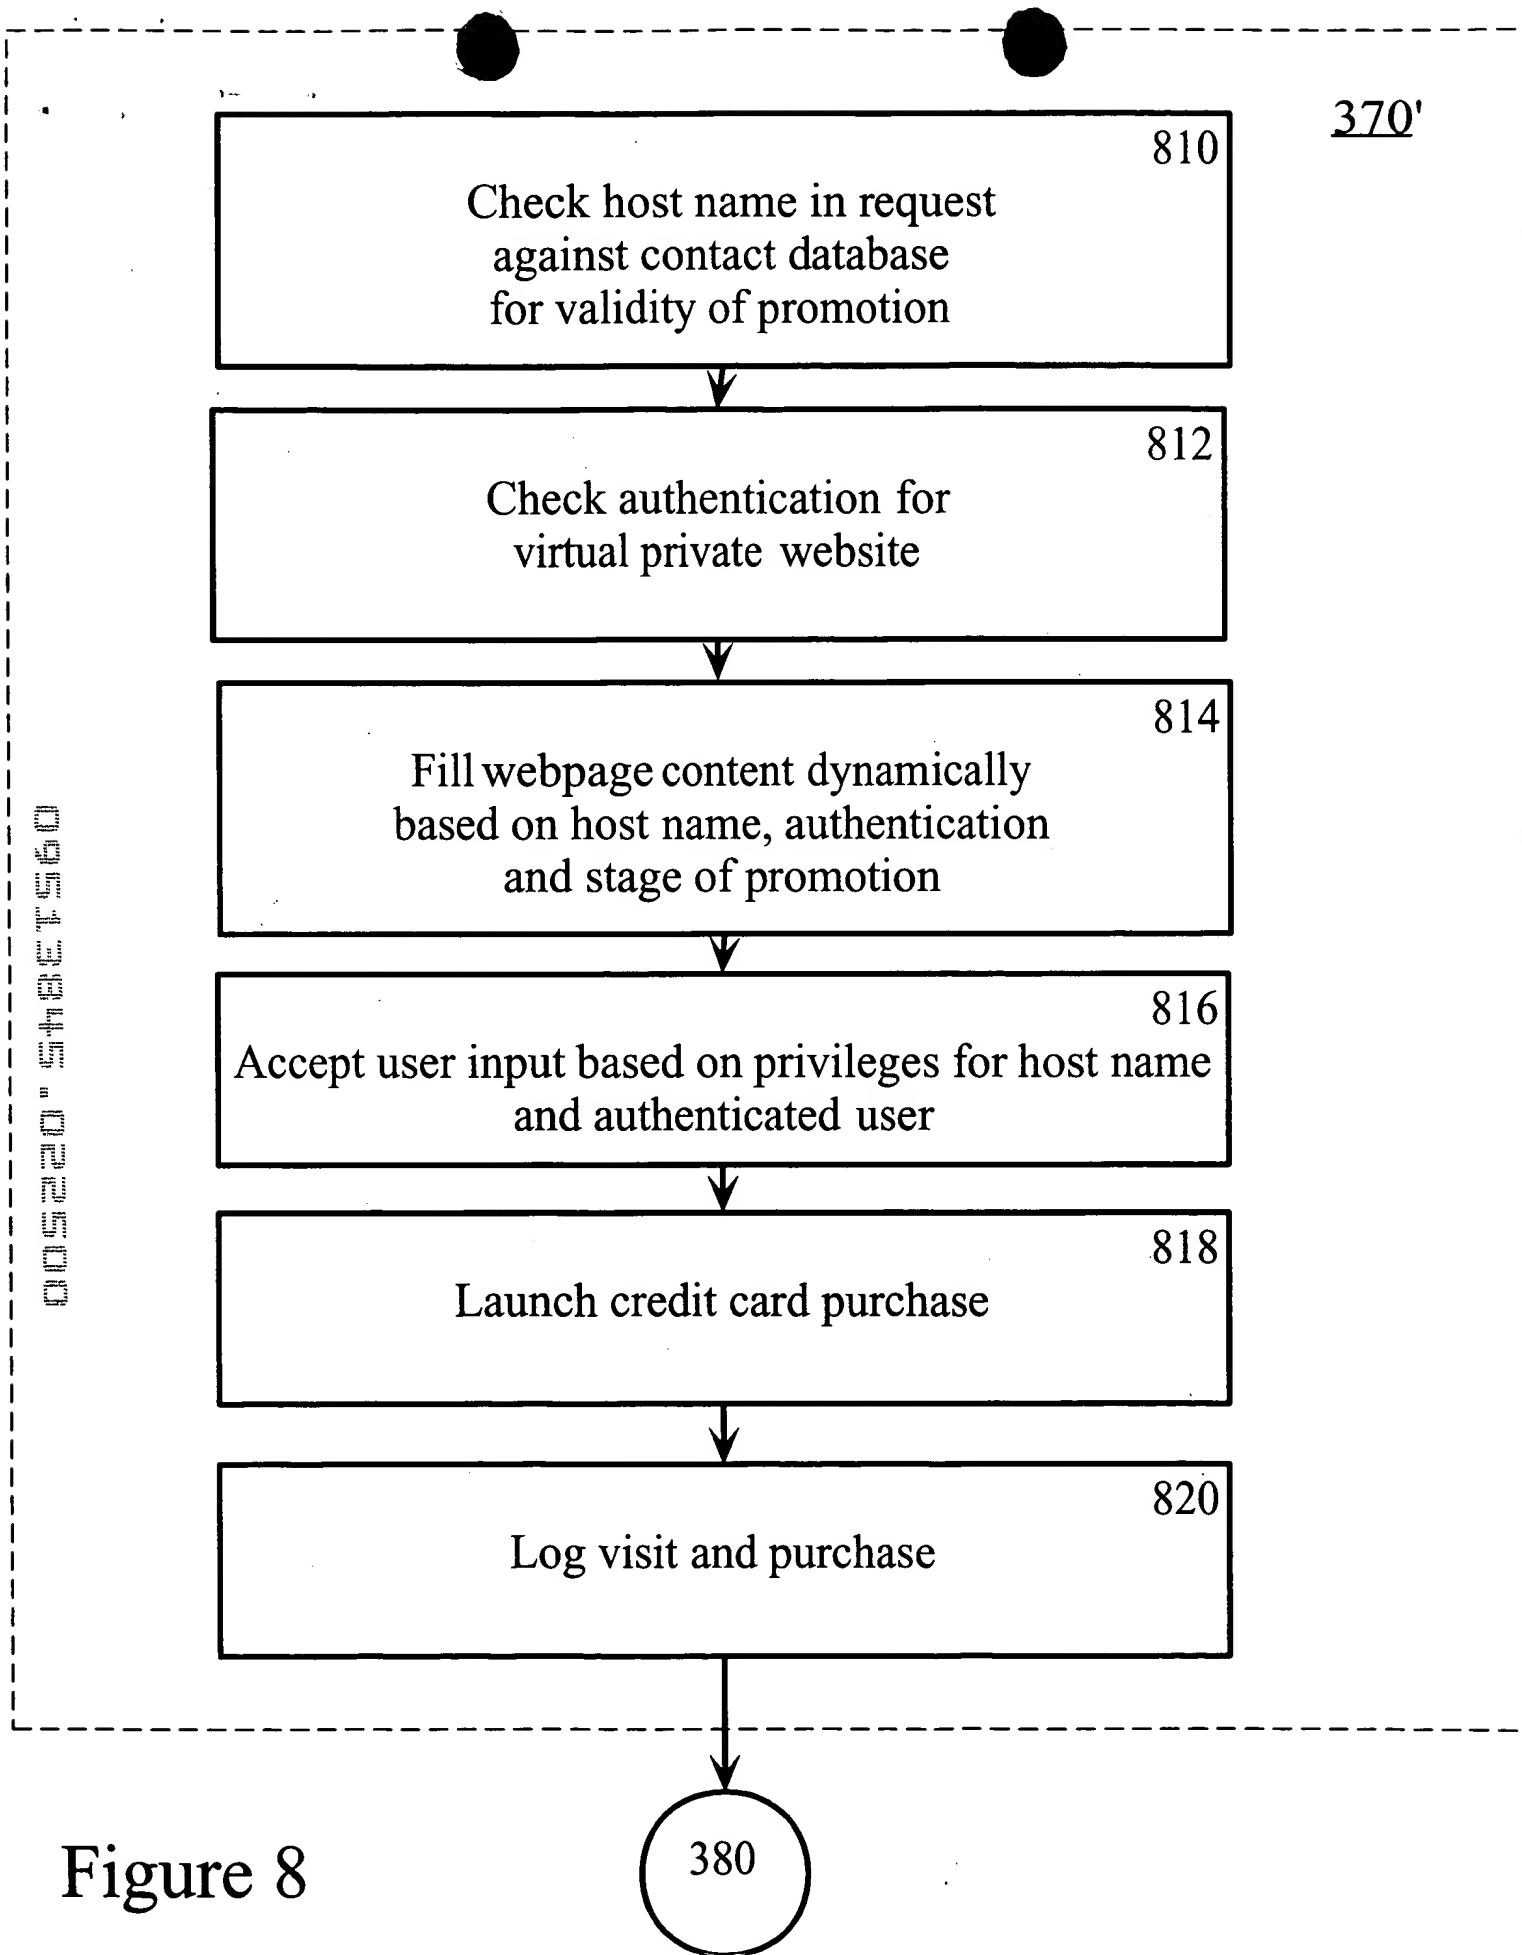 370'
810
Check host name in request
against contact database
for validity of promotion
812
Check authentication for
virtual private website
814
Fill webpage content dynamically
based on host name, authentication
and stage of promotion
816
Accept user input based on privileges for host name
and authenticated user
818
Launch credit card purchase
820
Log visit and purchase
380
Figure 8
09513845.022500